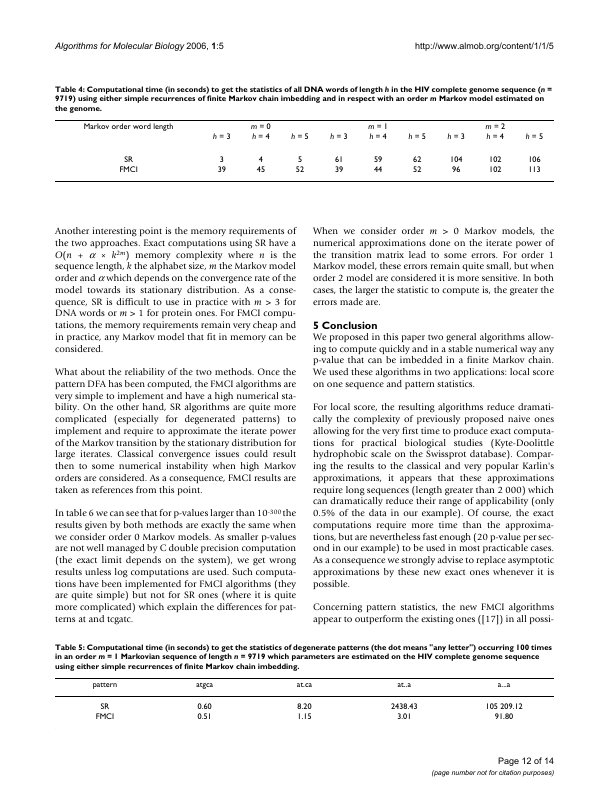 Algorithms for Molecular Biology 2006, 1:5
http://www.almob.org/content/1/1/5
Table 4: Computational time (in seconds) to get the statistics of all DNA words of length h in the HIV complete genome sequence (n =
9719) using either simple recurrences of finite Markov chain imbedding and in respect with an order m Markov model estimated on
the genome.
Markov order word length m = 0 m = 1 m = 2
h = 3 h = 4 h = 5 h = 3 h = 4 h = 5 h = 3 h = 4 h = 5
SR 3 4 5 61 59 62 104 102 106
FMCI 39 45 52 39 44 52 96 102 113
Another interesting point is the memory requirements of
the two approaches. Exact computations using SR have a
O(n + α × k²ᵐ) memory complexity where n is the
sequence length, k the alphabet size, m the Markov model
order and α which depends on the convergence rate of the
model towards its stationary distribution. As a conse-
quence, SR is difficult to use in practice with m > 3 for
DNA words or m > 1 for protein ones. For FMCI compu-
tations, the memory requirements remain very cheap and
in practice, any Markov model that fit in memory can be
considered.
What about the reliability of the two methods. Once the
pattern DFA has been computed, the FMCI algorithms are
very simple to implement and have a high numerical sta-
bility. On the other hand, SR algorithms are quite more
complicated (especially for degenerated patterns) to
implement and require to approximate the iterate power
of the Markov transition by the stationary distribution for
large iterates. Classical convergence issues could result
then to some numerical instability when high Markov
orders are considered. As a consequence, FMCI results are
taken as references from this point.
In table 6 we can see that for p-values larger than 10⁻³⁰⁰ the
results given by both methods are exactly the same when
we consider order 0 Markov models. As smaller p-values
are not well managed by C double precision computation
(the exact limit depends on the system), we get wrong
results unless log computations are used. Such computa-
tions have been implemented for FMCI algorithms (they
are quite simple) but not for SR ones (where it is quite
more complicated) which explain the differences for pat-
terns at and tcgatc.
When we consider order m > 0 Markov models, the
numerical approximations done on the iterate power of
the transition matrix lead to some errors. For order 1
Markov model, these errors remain quite small, but when
order 2 model are considered it is more sensitive. In both
cases, the larger the statistic to compute is, the greater the
errors made are.
5 Conclusion
We proposed in this paper two general algorithms allow-
ing to compute quickly and in a stable numerical way any
p-value that can be imbedded in a finite Markov chain.
We used these algorithms in two applications: local score
on one sequence and pattern statistics.
For local score, the resulting algorithms reduce dramati-
cally the complexity of previously proposed naive ones
allowing for the very first time to produce exact computa-
tions for practical biological studies (Kyte-Doolittle
hydrophobic scale on the Swissprot database). Compar-
ing the results to the classical and very popular Karlin's
approximations, it appears that these approximations
require long sequences (length greater than 2 000) which
can dramatically reduce their range of applicability (only
0.5% of the data in our example). Of course, the exact
computations require more time than the approxima-
tions, but are nevertheless fast enough (20 p-value per sec-
ond in our example) to be used in most practicable cases.
As a consequence we strongly advise to replace asymptotic
approximations by these new exact ones whenever it is
possible.
Concerning pattern statistics, the new FMCI algorithms
appear to outperform the existing ones ([17]) in all possi-
Table 5: Computational time (in seconds) to get the statistics of degenerate patterns (the dot means "any letter") occurring 100 times
in an order m = 1 Markovian sequence of length n = 9719 which parameters are estimated on the HIV complete genome sequence
using either simple recurrences of finite Markov chain imbedding.
pattern atgca at.ca at..a a...a
SR 0.60 8.20 2438.43 105 209.12
FMCI 0.51 1.15 3.01 91.80
Page 12 of 14
(page number not for citation purposes)